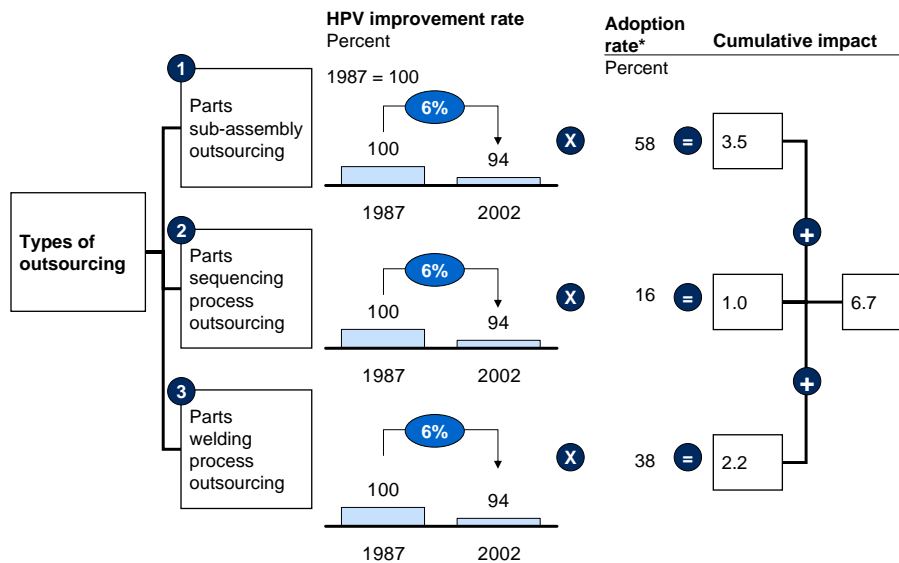 HPV improvement rate
Percent
Adoption
rate*
Cumulative impact
Percent
1987 = 100
Types of
outsourcing
1
Parts
sub-assembly
outsourcing
6%
100
94
1987
2002
X
58
=
3.5
+
2
Parts
sequencing
process
outsourcing
6%
100
94
1987
2002
X
16
=
1.0
6.7
+
3
Parts
welding
process
outsourcing
6%
100
94
1987
2002
X
38
=
2.2